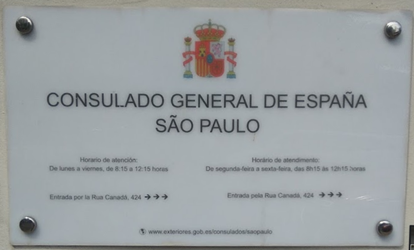 CONSULADO GENERAL DE ESPAÑA
SÃO PAULO
Horario de atención:
De lunes a viernes, de 8:15 a 12:15 horas
Entrada por la Rua Canadá, 424 → → →
Horário de atendimento:
De segunda-feira a sexta-feira, das 8h15 às 12h15 horas
Entrada pela Rua Canadá, 424 → → →
www.exteriores.gob.es/consulados/saopaulo